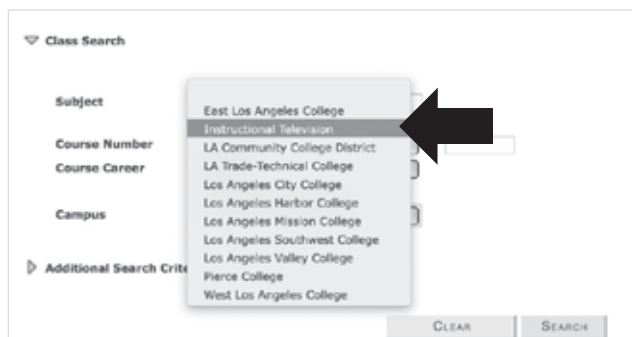 Class Search
Subject
East Los Angeles College
Instructional Television
Course Number
LA Community College District
Course Career
LA Trade-Technical College
Los Angeles City College
Los Angeles Harbor College
Campus
Los Angeles Mission College
Los Angeles Southwest College
Los Angeles Valley College
Additional Search Crite
Pierce College
West Los Angeles College
CLEAR
SEARCH